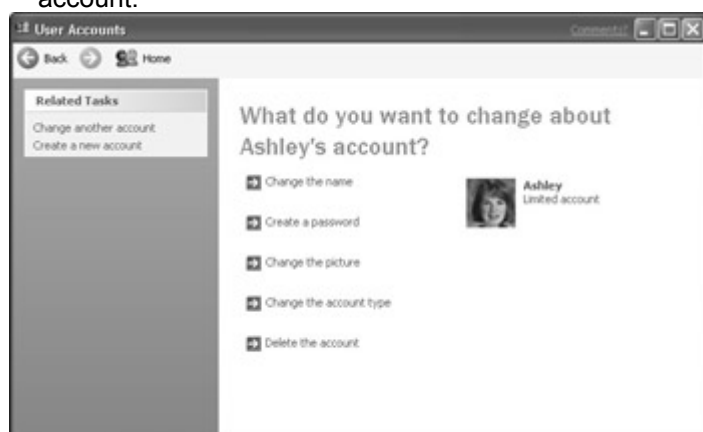 account.
User Accounts
Comments?
Back
Home
Related Tasks
Change another account
Create a new account
What do you want to change about
Ashley's account?
Change the name
Create a password
Change the picture
Change the account type
Delete the account
Ashley
Limited account